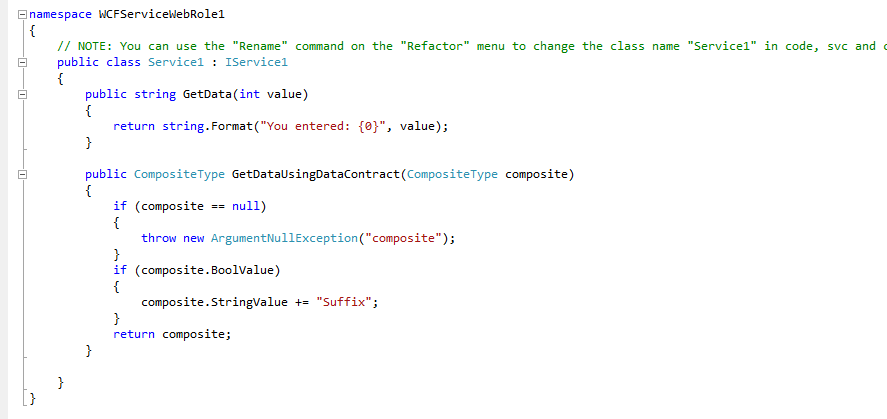 namespace WCFServiceWebRole1
{
// NOTE: You can use the "Rename" command on the "Refactor" menu to change the class name "Service1" in code, svc and
public class Service1 : IService1
{
public string GetData(int value)
{
return string.Format("You entered: {0}", value);
}
public CompositeType GetDataUsingDataContract(CompositeType composite)
{
if (composite == null)
{
throw new ArgumentNullException("composite");
}
if (composite.BoolValue)
{
composite.StringValue += "Suffix";
}
return composite;
}
}
}